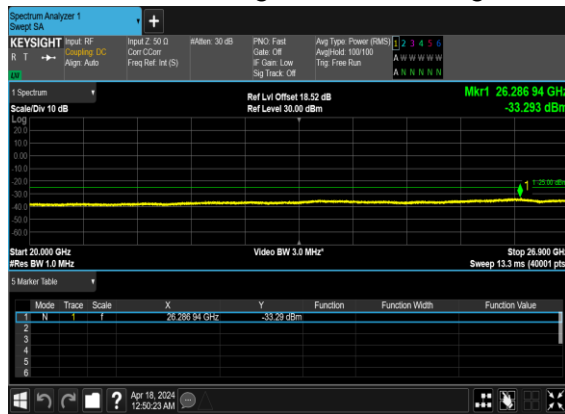 Spectrum Analyzer 1
Swept SA
+
KEYSIGHT Input: RF Input Z: 50 Ω #Atten: 30 dB PNO: Fast Avg Type: Power (RMS) 1 2 3 4 5 6
R T Coupling: DC Corr CCorr Gate: Off Avg|Hold: 100/100 A W W W W W
Align: Auto Freq Ref: Int (S) IF Gain: Low Trig: Free Run
Sig Track: Off A N N N N N
LW
1 Spectrum Ref Lvl Offset 18.52 dB Mkr1 26.286 94 GHz
Scale/Div 10 dB Ref Level 30.00 dBm -33.293 dBm
Log
20.0
10.0
0.00
-10.0
-20.0
-30.0
-40.0
-50.0
-60.0
1
1 -25.00 dBm
Start 20.000 GHz Video BW 3.0 MHz* Stop 26.900 GHz
#Res BW 1.0 MHz Sweep 13.3 ms (40001 pts)
5 Marker Table
Mode Trace Scale X Y Function Function Width Function Value
1 N 1 f 26.286 94 GHz -33.29 dBm
2
3
4
5
6
? Apr 18, 2024
12:50:23 AM